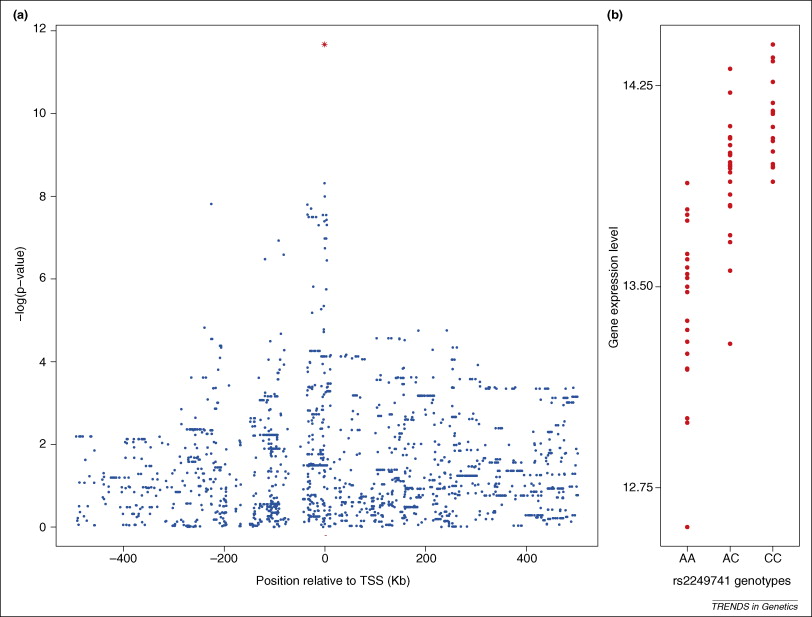 (a)
12
10
8
6
4
2
0
−log(p−value)
−400
−200
0
200
400
Position relative to TSS (Kb)
(b)
14.25
13.50
12.75
Gene expression level
AA
AC
CC
rs2249741 genotypes
TRENDS in Genetics